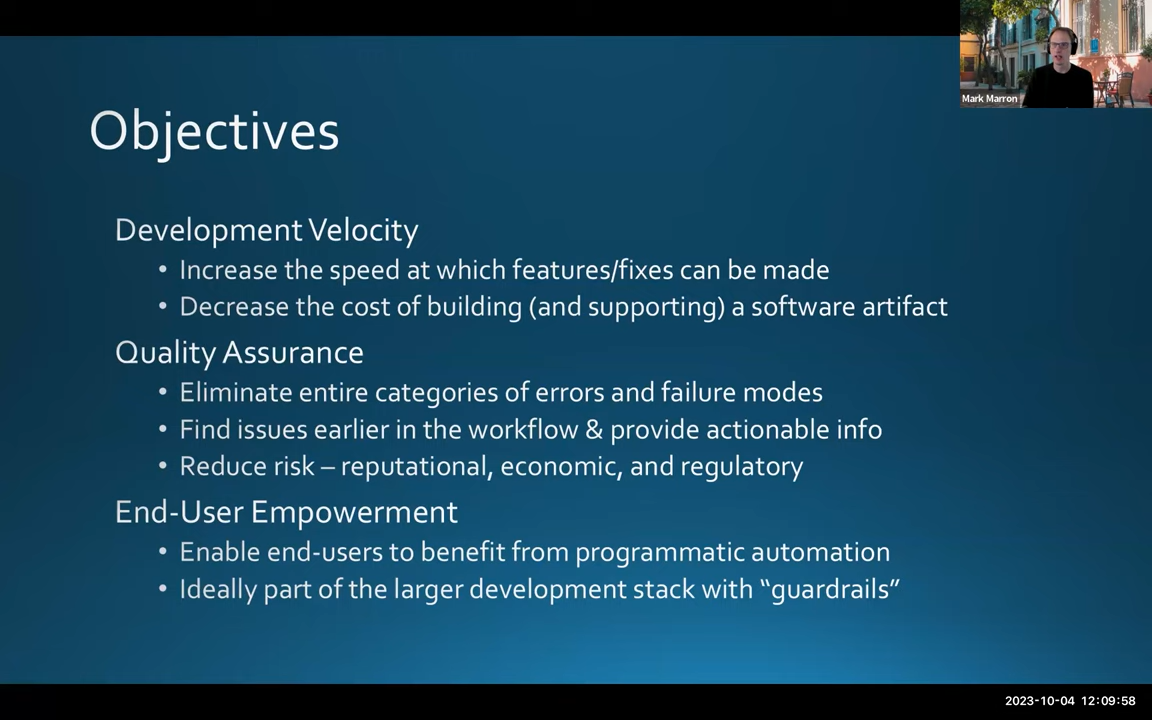 Mark Marron
Objectives
Development Velocity
• Increase the speed at which features/fixes can be made
• Decrease the cost of building (and supporting) a software artifact
Quality Assurance
• Eliminate entire categories of errors and failure modes
• Find issues earlier in the workflow & provide actionable info
• Reduce risk – reputational, economic, and regulatory
End-User Empowerment
• Enable end-users to benefit from programmatic automation
• Ideally part of the larger development stack with “guardrails”
2023-10-04 12:09:58